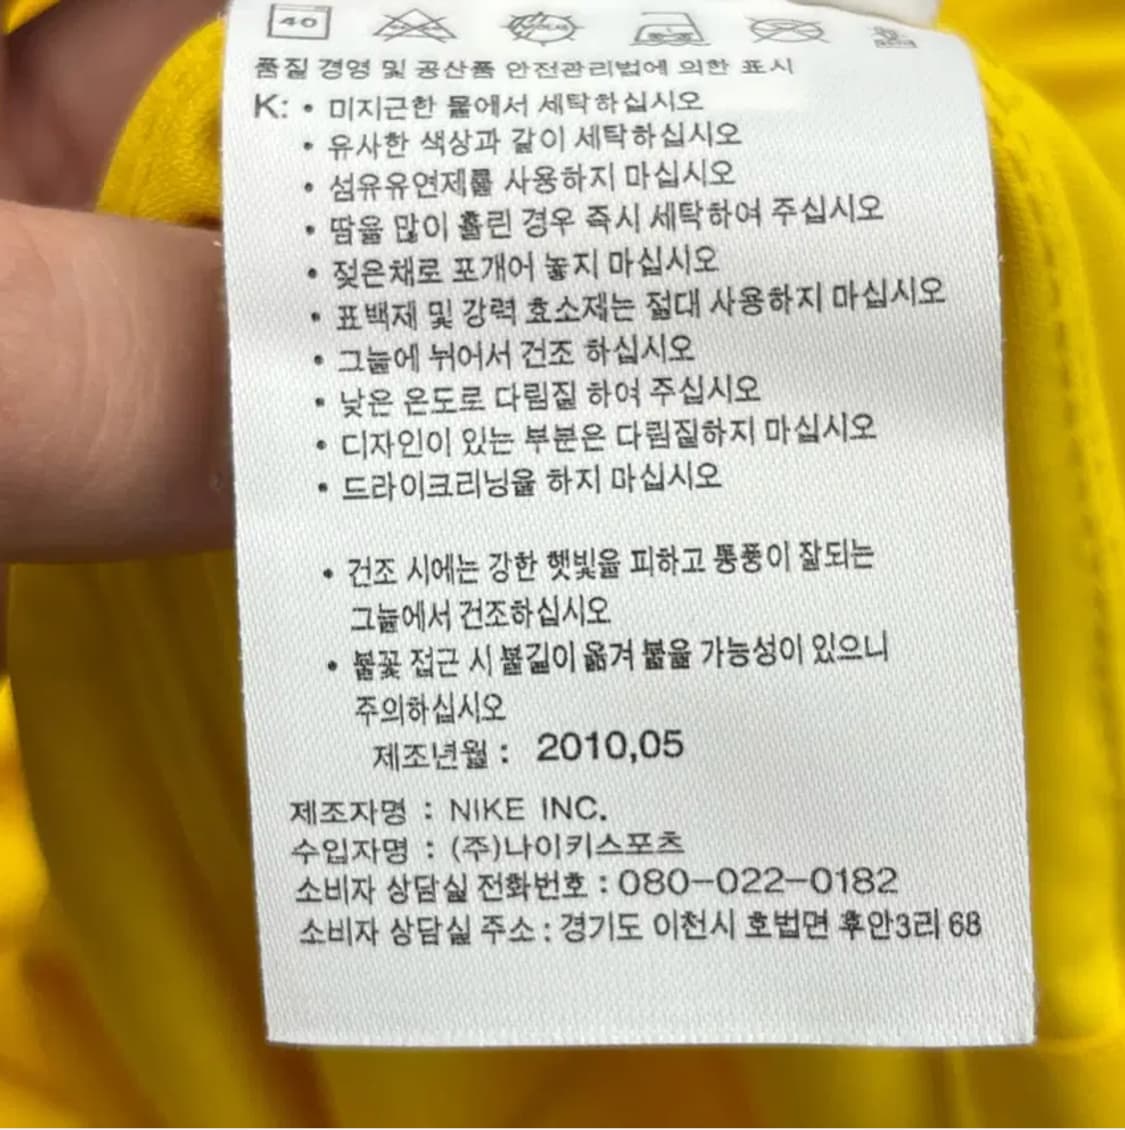 40
품질 경영 및 공산품 안전관리법에 의한 표시
K: • 미지근한 물에서 세탁하십시오
• 유사한 색상과 같이 세탁하십시오
• 섬유유연제를 사용하지 마십시오
• 땀을 많이 흘린 경우 즉시 세탁하여 주십시오
• 젖은채로 포개어 놓지 마십시오
• 표백제 및 강력 효소제는 절대 사용하지 마십시오
• 그늘에 뉘어서 건조 하십시오
• 낮은 온도로 다림질 하여 주십시오
• 디자인이 있는 부분은 다림질하지 마십시오
• 드라이크리닝을 하지 마십시오
• 건조 시에는 강한 햇빛을 피하고 통풍이 잘되는
그늘에서 건조하십시오
• 불꽃 접근 시 불길이 옮겨 붙을 가능성이 있으니
주의하십시오
제조년월 : 2010,05
제조자명 : NIKE INC.
수입자명 : (주)나이키스포츠
소비자 상담실 전화번호 : 080-022-0182
소비자 상담실 주소 : 경기도 이천시 호법면 후안3리 68